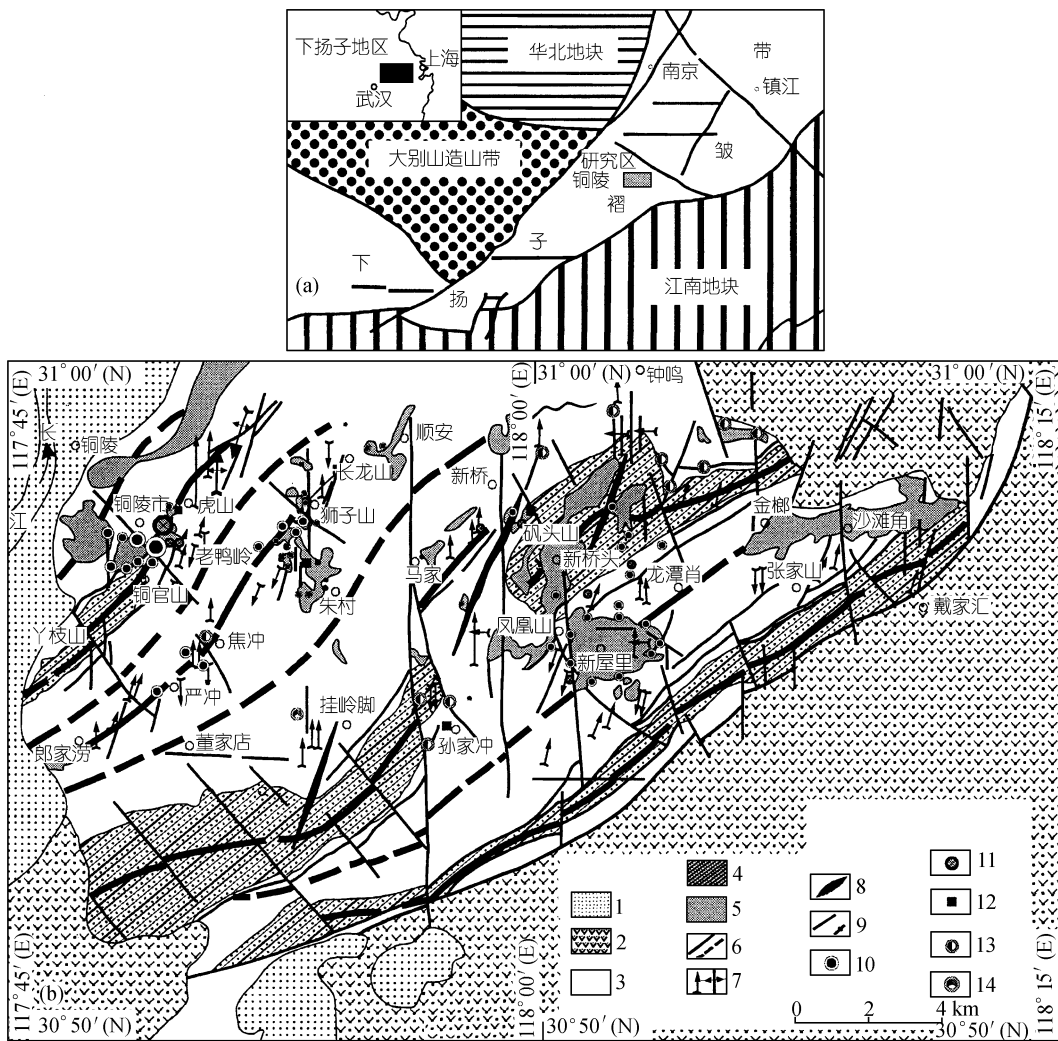 下扬子地区
上海
武汉
华北地块
南京
带
镇江
大别山造山带
研究区
铜陵
皱
褶
子
下
扬
江南地块
(a)
31°00′(N)
117°45′(E)
31°00′(N)
118°00′(E)
31°00′(N)
118°15′(E)
钟鸣
长
江
铜陵
顺安
长龙山
新桥
铜陵市
虎山
狮子山
矾头山
金榔
沙滩角
老鸭岭
马家
新桥头
龙潭肖
张家山
铜官山
朱村
戴家汇
丫枝山
焦冲
凤凰山
新屋里
严冲
挂岭脚
郎家涝
董家店
孙家冲
1
2
3
4
5
6
7
8
9
10
11
12
13
14
0 2 4 km
(b)
117°45′(E)
30°50′(N)
118°00′(E)
30°50′(N)
118°15′(E)
30°50′(N)